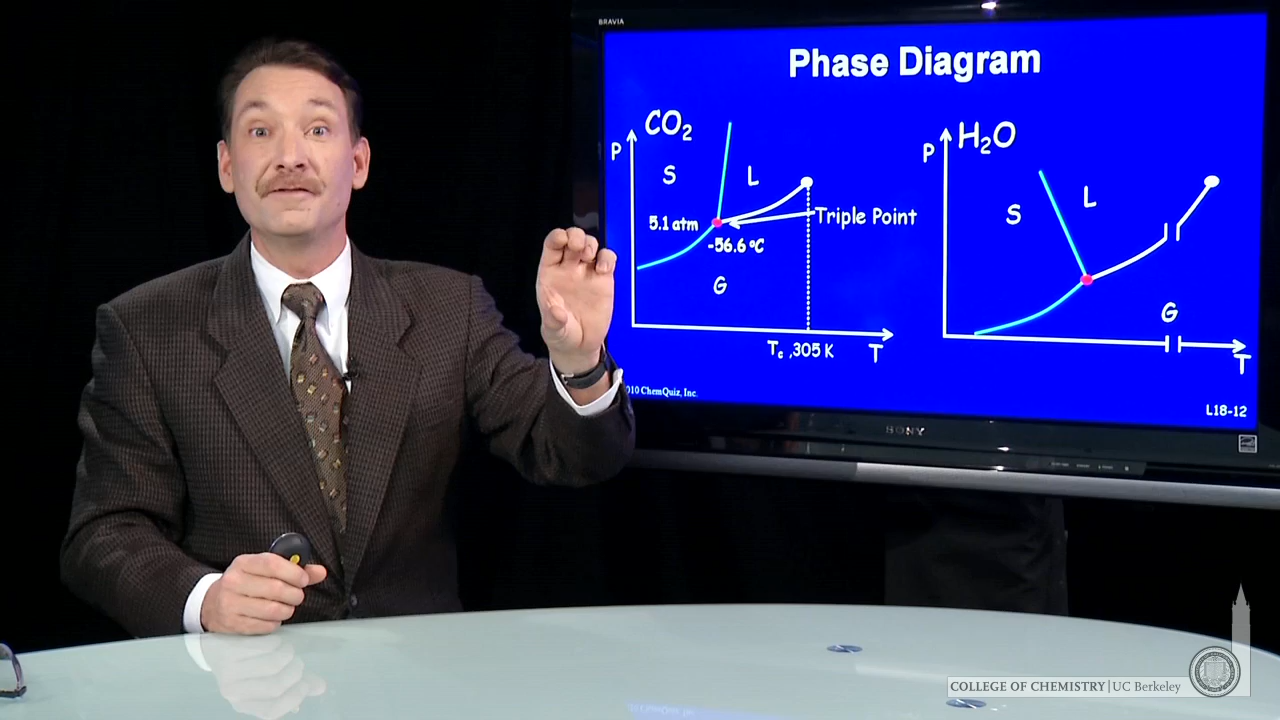 BRAVIA
Phase Diagram
CO₂
P
S
L
5.1 atm
-56.6 °C
Triple Point
G
Tc ,305 K
T
H₂O
P
S
L
G
T
010 ChemQuiz, Inc.
L18-12
SONY
COLLEGE OF CHEMISTRY | UC Berkeley